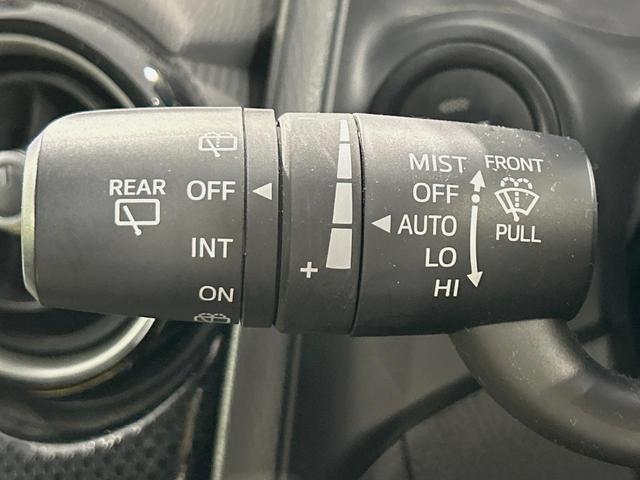 REAR
OFF
INT
ON
+
MIST
OFF
AUTO
LO
HI
FRONT
PULL